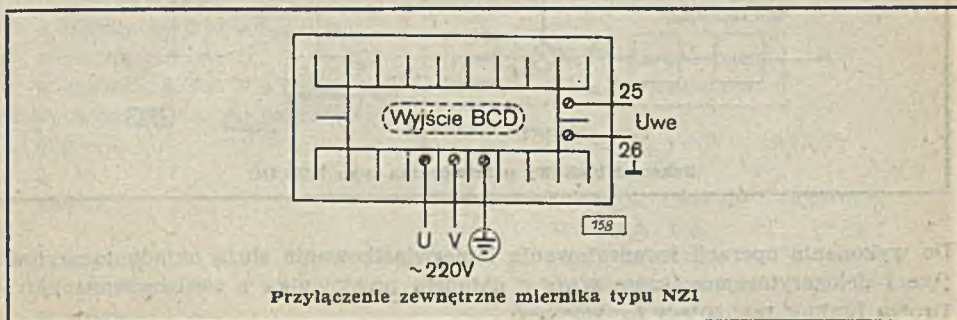 25
Wyjście BCD
Uwe
26
158
U V
~220V
Przyłączenie zewnętrzne miernika typu NZ1